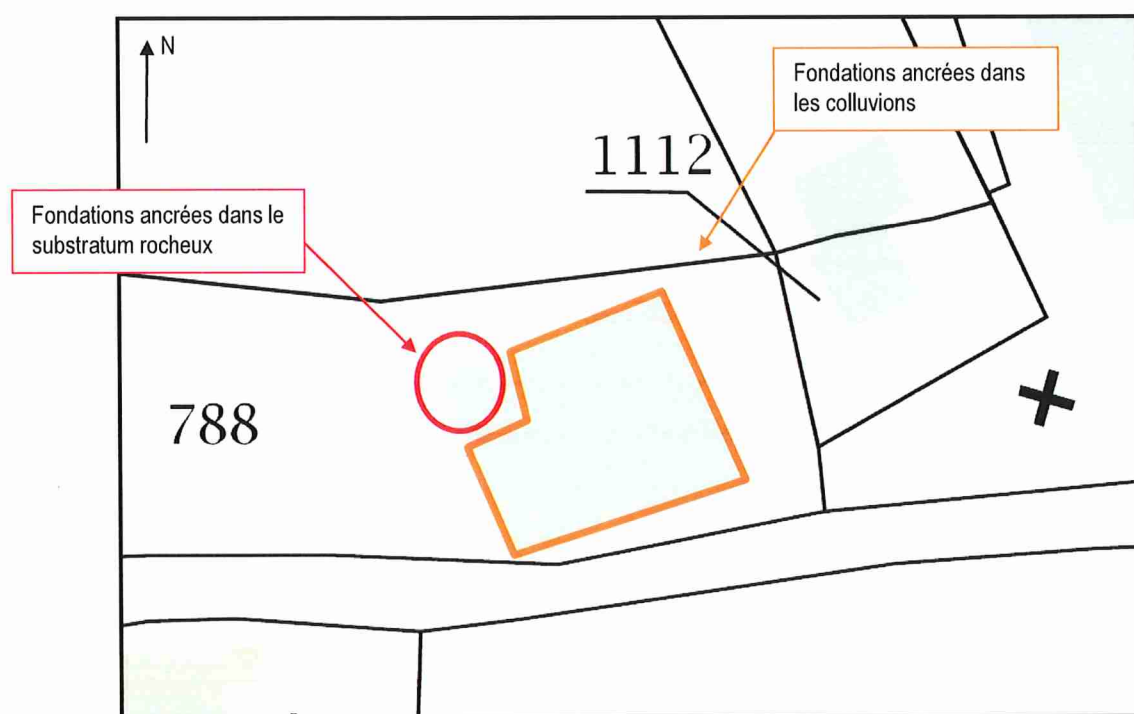 N
Fondations ancrées dans
les colluvions
1112
Fondations ancrées dans le
substratum rocheux
788